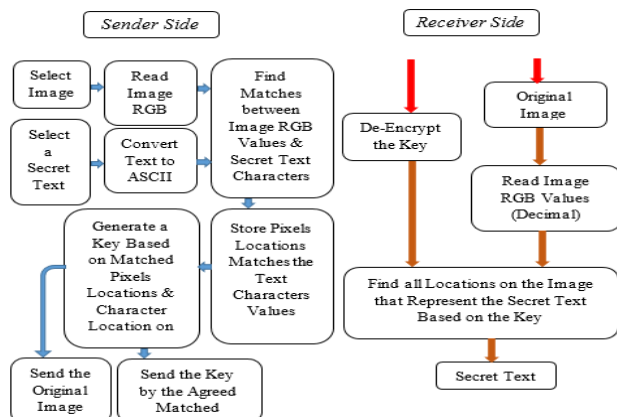 Sender Side
Receiver Side
Select
Image
Read
Image
RGB
Find
Matches
between
Image RGB
Values &
Secret Text
Characters
Select
a
Secret
Text
Convert
Text to
ASCII
Generate a
Key Based
on Matched
Pixels
Locations &
Character
Location on
Store Pixels
Locations
Matches the
Text
Characters
Values
Send the
Original
Image
Send the Key
by the Agreed
Matched
De-Encrypt
the Key
Original
Image
Read Image
RGB Values
(Decimal)
Find all Locations on the Image
that Represent the Secret Text
Based on the Key
Secret Text